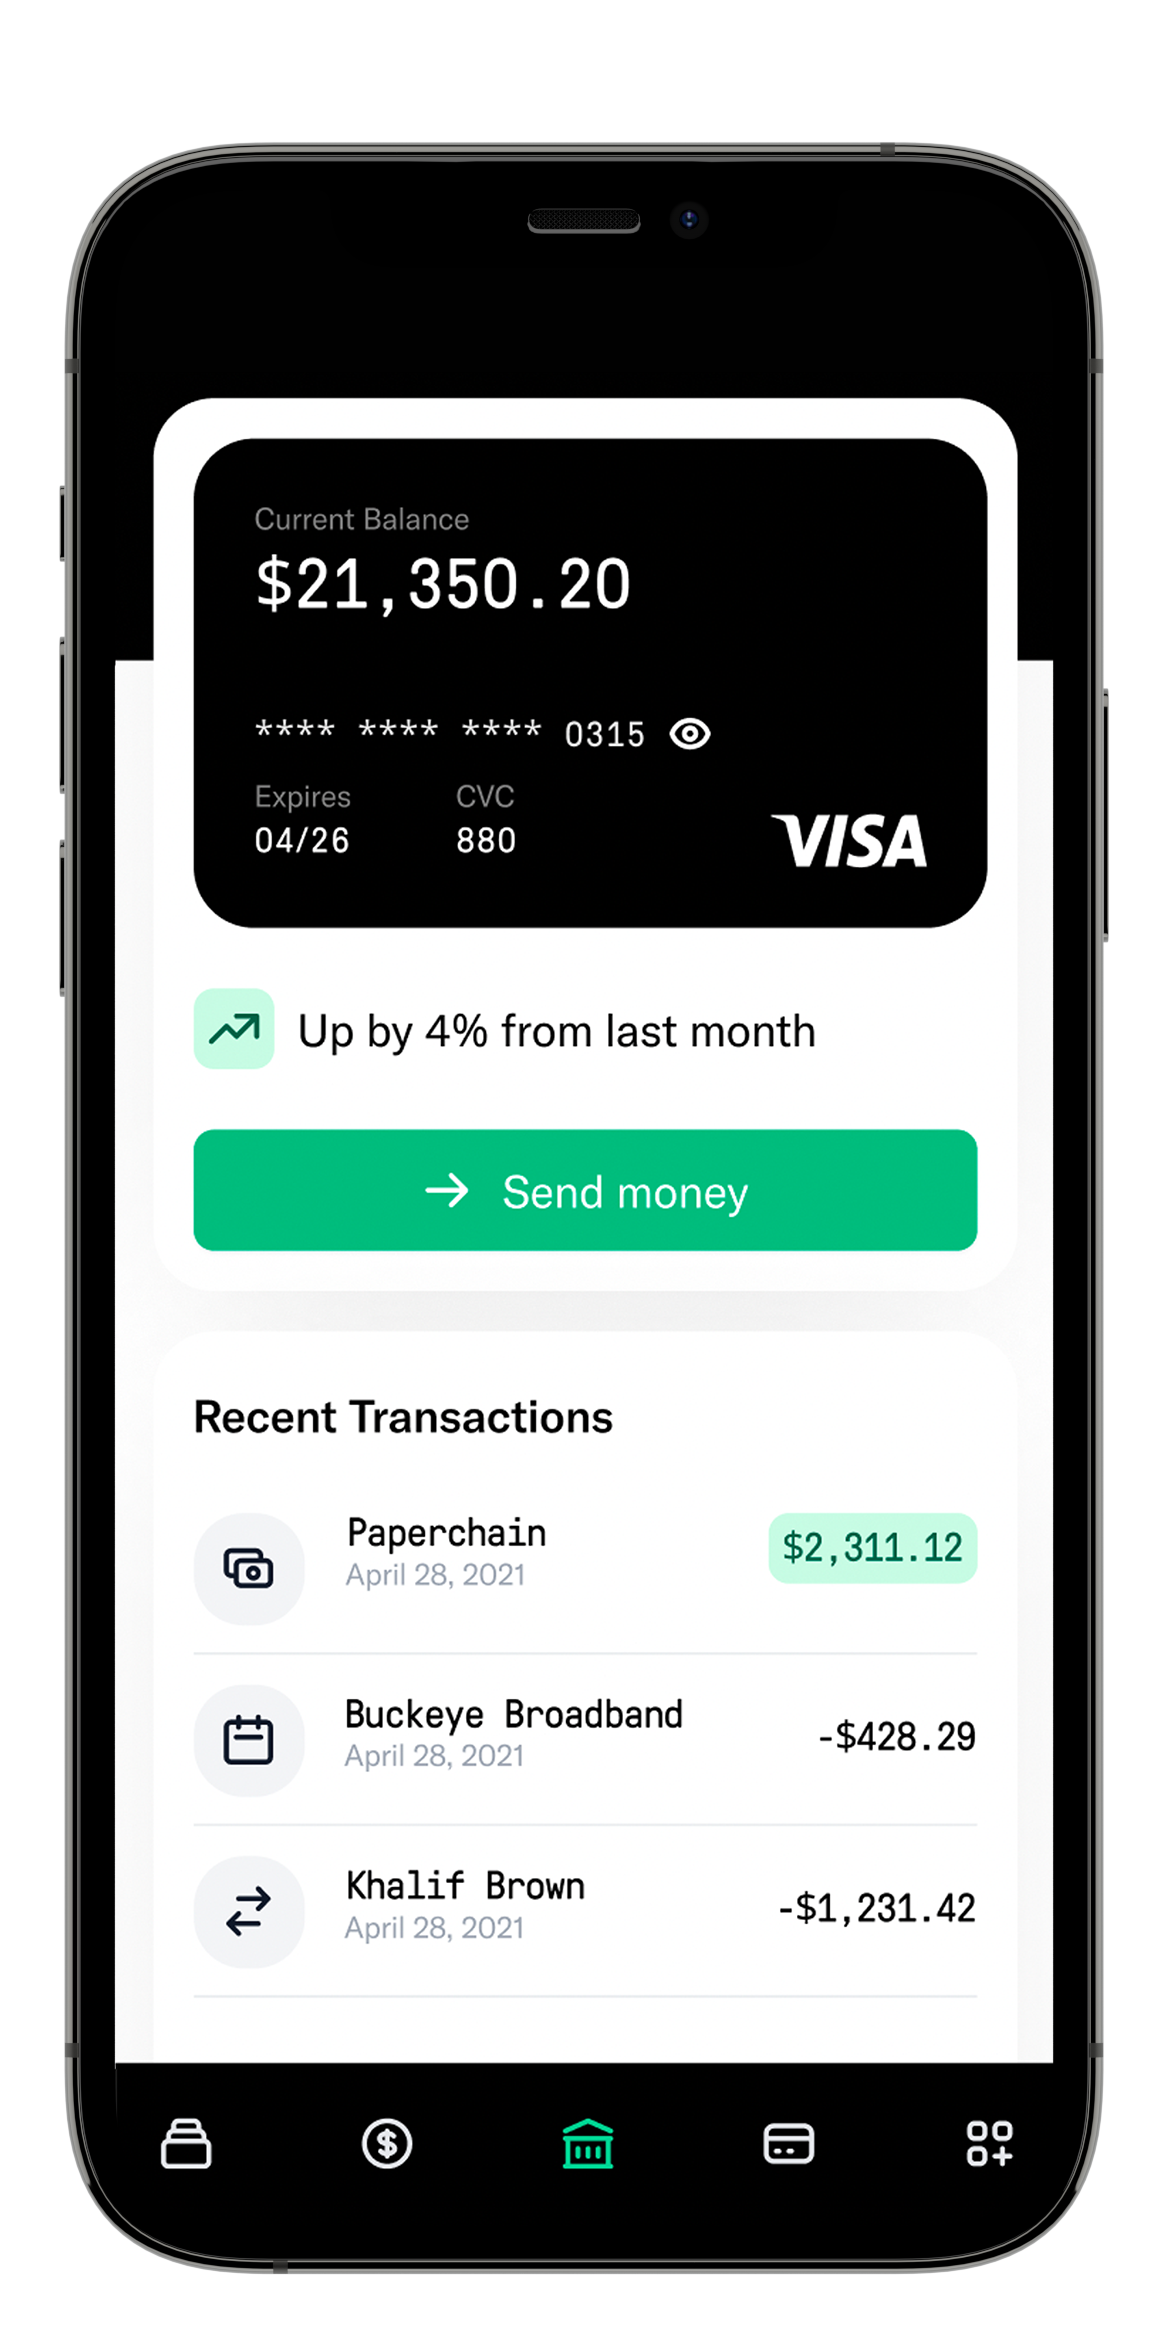 Current Balance
$21,350.20
**** **** **** 0315
Expires CVC
04/26 880
VISA
Up by 4% from last month
Send money
Recent Transactions
Paperchain
$2,311.12
April 28, 2021
Buckeye Broadband
-$428.29
April 28, 2021
Khalif Brown
-$1,231.42
April 28, 2021